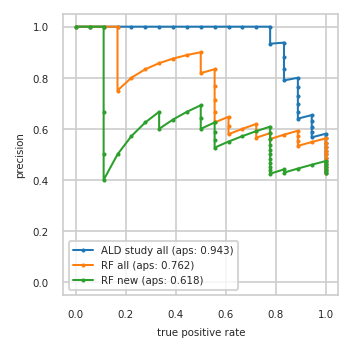 1.0
0.8
0.6
0.4
0.2
0.0
precision
ALD study all (aps: 0.943)
RF all (aps: 0.762)
RF new (aps: 0.618)
0.0 0.2 0.4 0.6 0.8 1.0
true positive rate